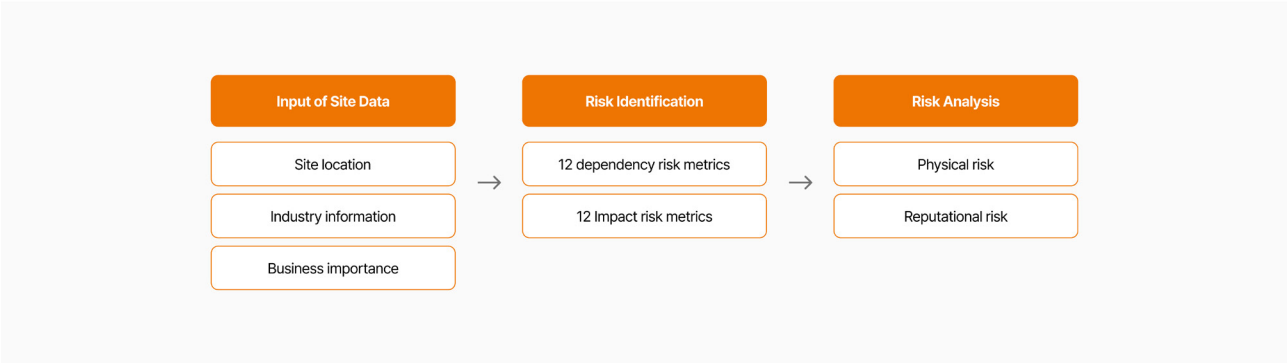 Input of Site Data
Site location
Industry information
Business importance
Risk Identification
12 dependency risk metrics
12 Impact risk metrics
Risk Analysis
Physical risk
Reputational risk